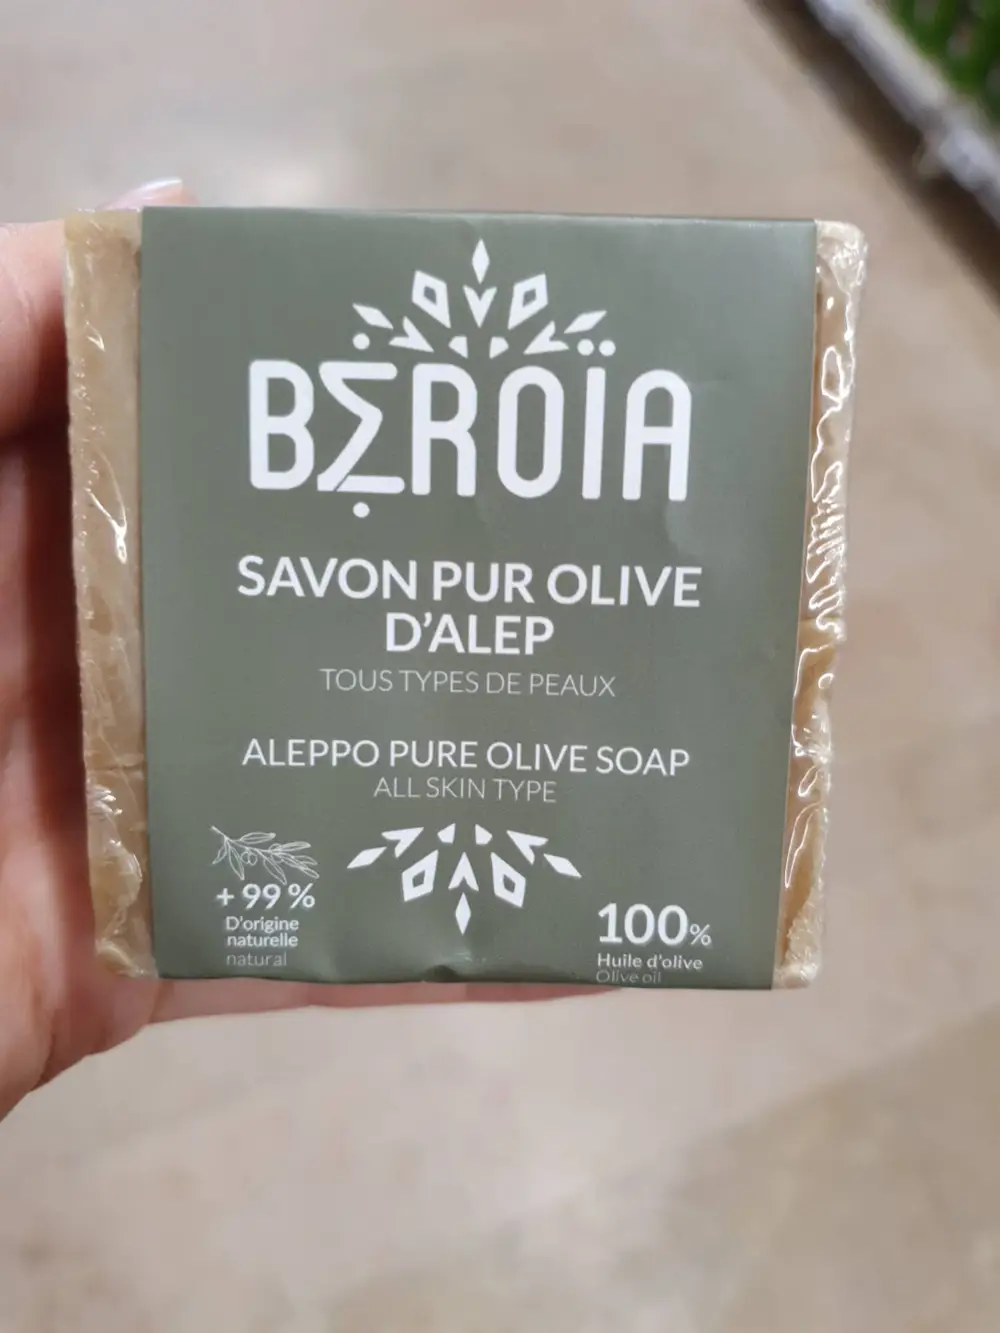 BEROÏA
SAVON PUR OLIVE
D'ALEP
TOUS TYPES DE PEAUX
ALEPPO PURE OLIVE SOAP
ALL SKIN TYPE
+ 99 %
D'origine
naturelle
natural
100%
Huile d'olive
Olive oil